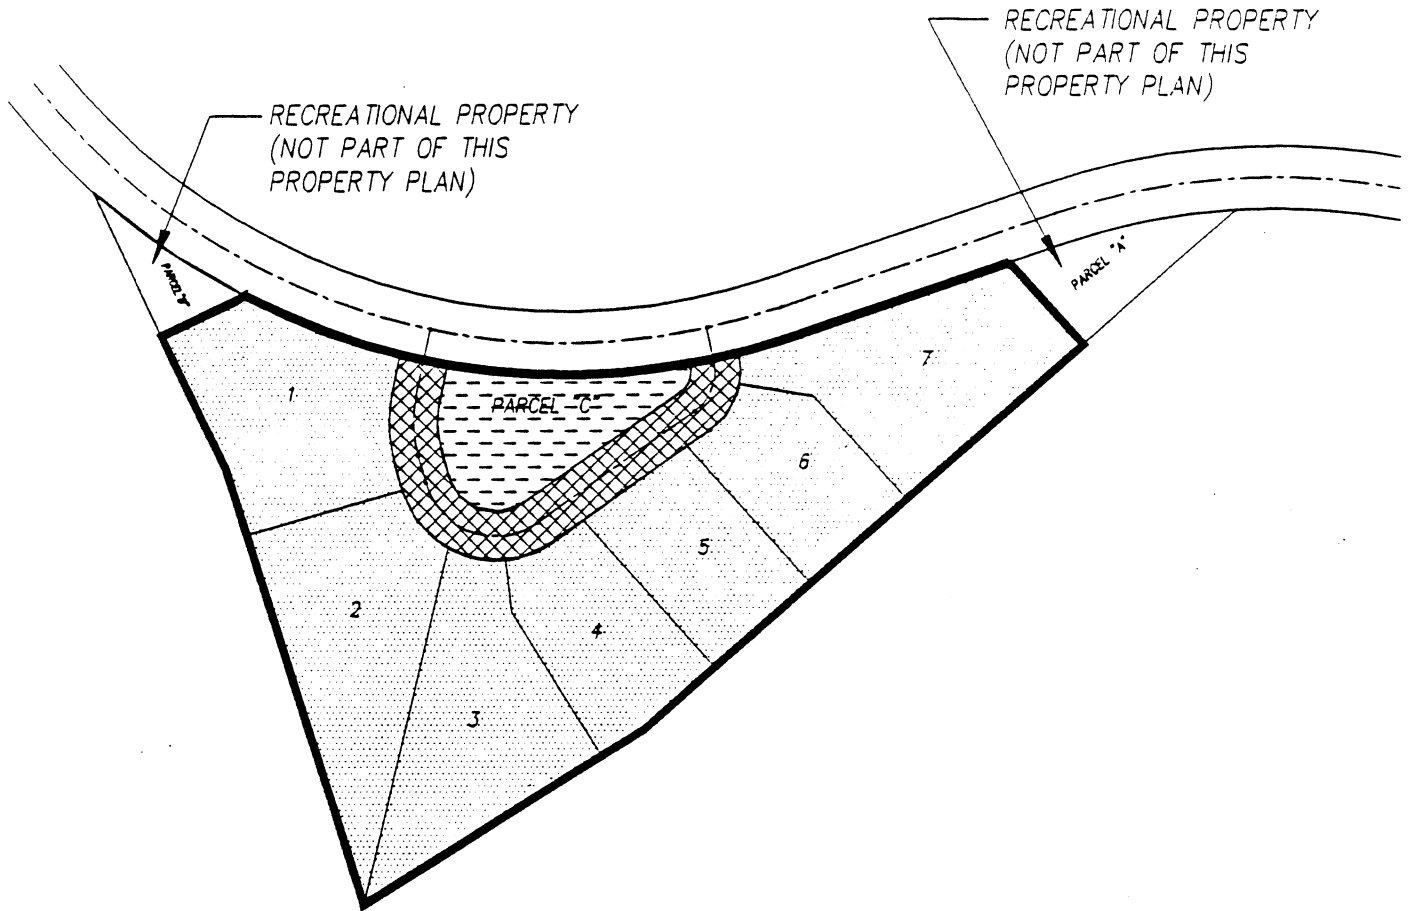 RECREATIONAL PROPERTY
(NOT PART OF THIS
PROPERTY PLAN)
RECREATIONAL PROPERTY
(NOT PART OF THIS
PROPERTY PLAN)
PARCEL "A"
PARCEL "B"
7
1
PARCEL "C"
6
5
2
4
3